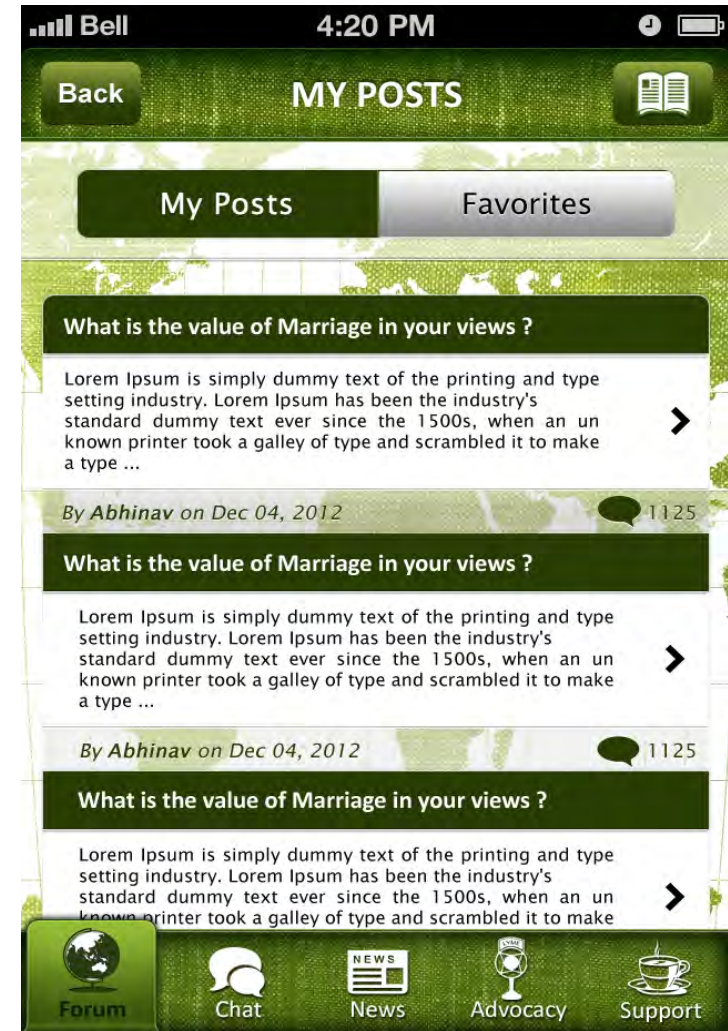 Bell 4:20 PM
Back MY POSTS
My Posts Favorites
What is the value of Marriage in your views ?
Lorem Ipsum is simply dummy text of the printing and type
setting industry. Lorem Ipsum has been the industry's
standard dummy text ever since the 1500s, when an un
known printer took a galley of type and scrambled it to make
a type ...
By Abhinav on Dec 04, 2012 1125
What is the value of Marriage in your views ?
Lorem Ipsum is simply dummy text of the printing and type
setting industry. Lorem Ipsum has been the industry's
standard dummy text ever since the 1500s, when an un
known printer took a galley of type and scrambled it to make
a type ...
By Abhinav on Dec 04, 2012 1125
What is the value of Marriage in your views ?
Lorem Ipsum is simply dummy text of the printing and type
setting industry. Lorem Ipsum has been the industry's
standard dummy text ever since the 1500s, when an un
known printer took a galley of type and scrambled it to make
NEWS LYME
Forum Chat News Advocacy Support